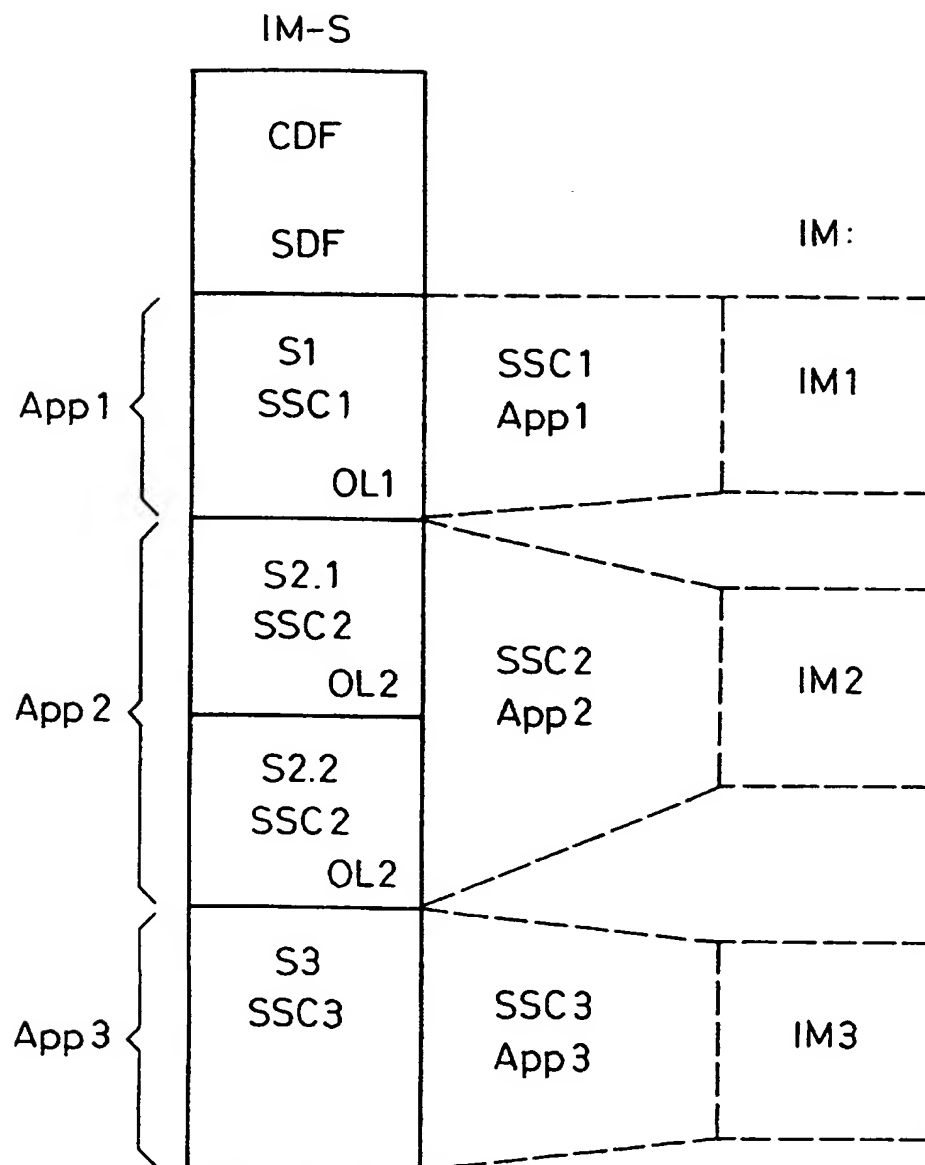 IM-S
CDF
SDF
IM:
App1
S1
SSC1
OL1
SSC1
App1
IM1
App2
S2.1
SSC2
OL2
S2.2
SSC2
OL2
SSC2
App2
IM2
App3
S3
SSC3
SSC3
App3
IM3